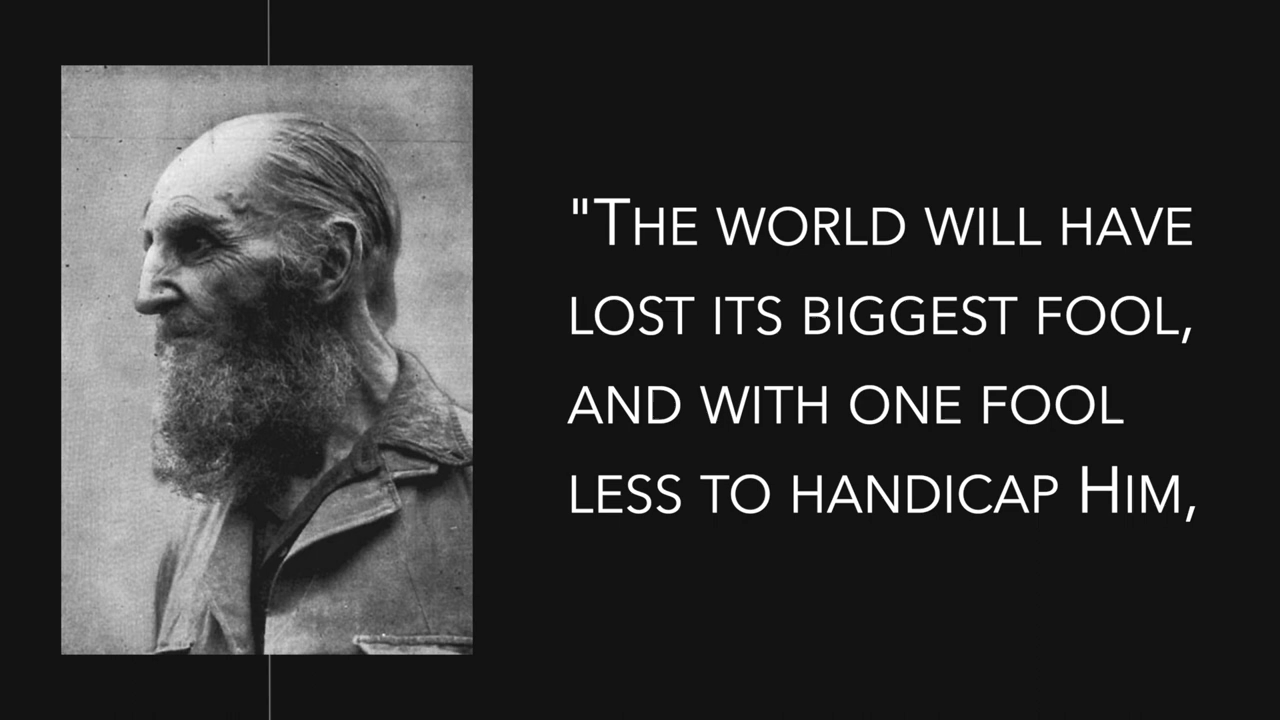 "The world will have
lost its biggest fool,
and with one fool
less to handicap Him,